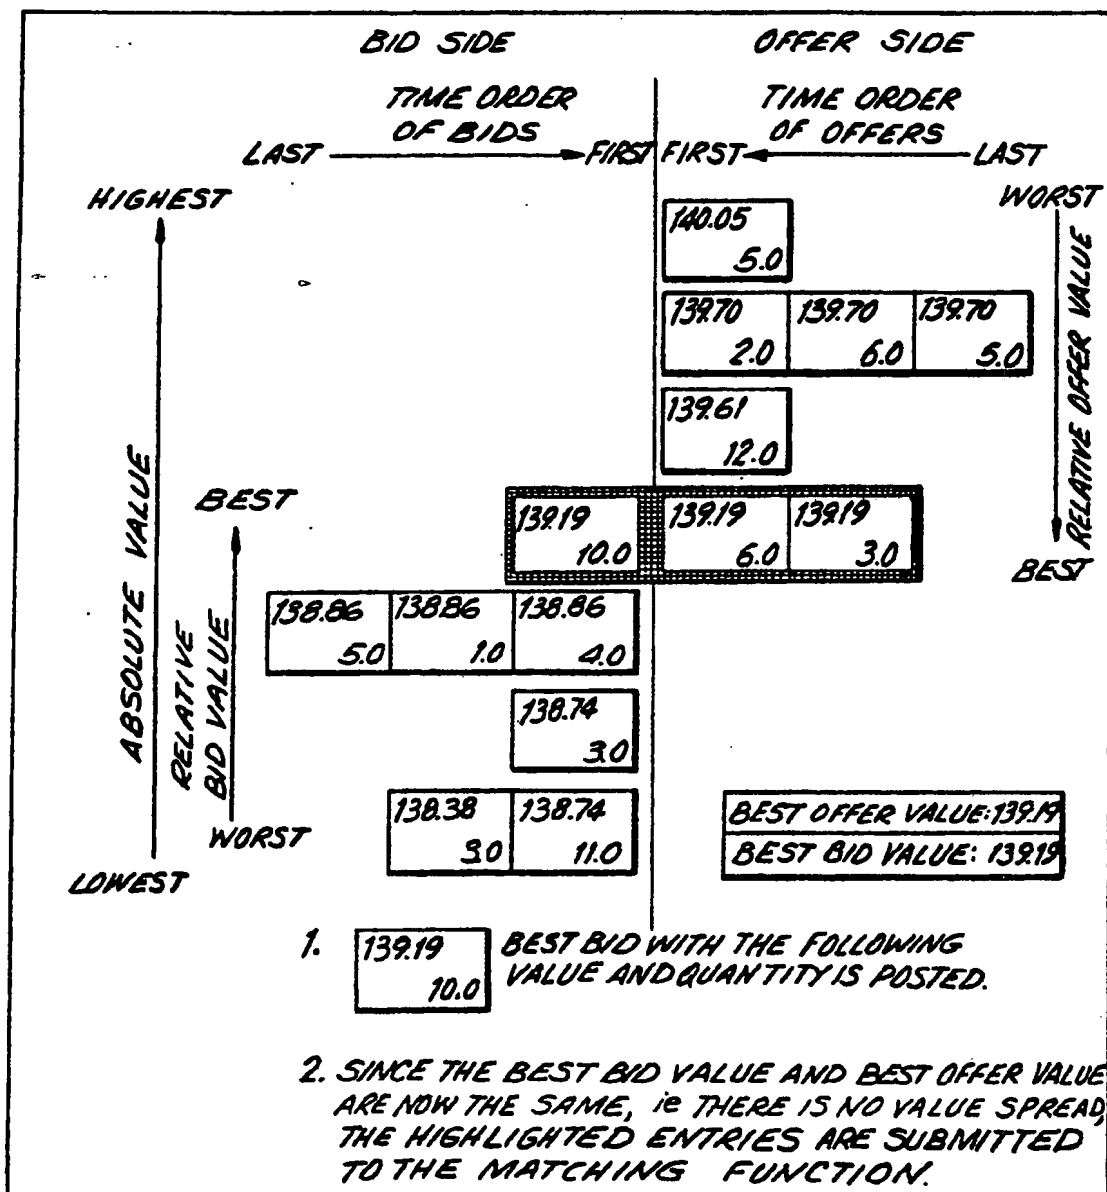 BID SIDE
OFFER SIDE
TIME ORDER
OF BIDS
TIME ORDER
OF OFFERS
LAST
FIRST
FIRST
LAST
HIGHEST
WORST
140.05
5.0
139.70
139.70
139.70
2.0
6.0
5.0
RELATIVE OFFER VALUE
139.61
12.0
BEST
139.19
139.19
139.19
10.0
6.0
3.0
BEST
ABSOLUTE VALUE
RELATIVE
BID VALUE
138.86
138.86
138.86
5.0
1.0
4.0
138.74
3.0
138.38
138.74
3.0
11.0
WORST
LOWEST
BEST OFFER VALUE: 139.19
BEST BID VALUE: 139.19
1.
139.19
10.0
BEST BID WITH THE FOLLOWING
VALUE AND QUANTITY IS POSTED.
2. SINCE THE BEST BID VALUE AND BEST OFFER VALUE
ARE NOW THE SAME, ie THERE IS NO VALUE SPREAD,
THE HIGHLIGHTED ENTRIES ARE SUBMITTED
TO THE MATCHING FUNCTION.